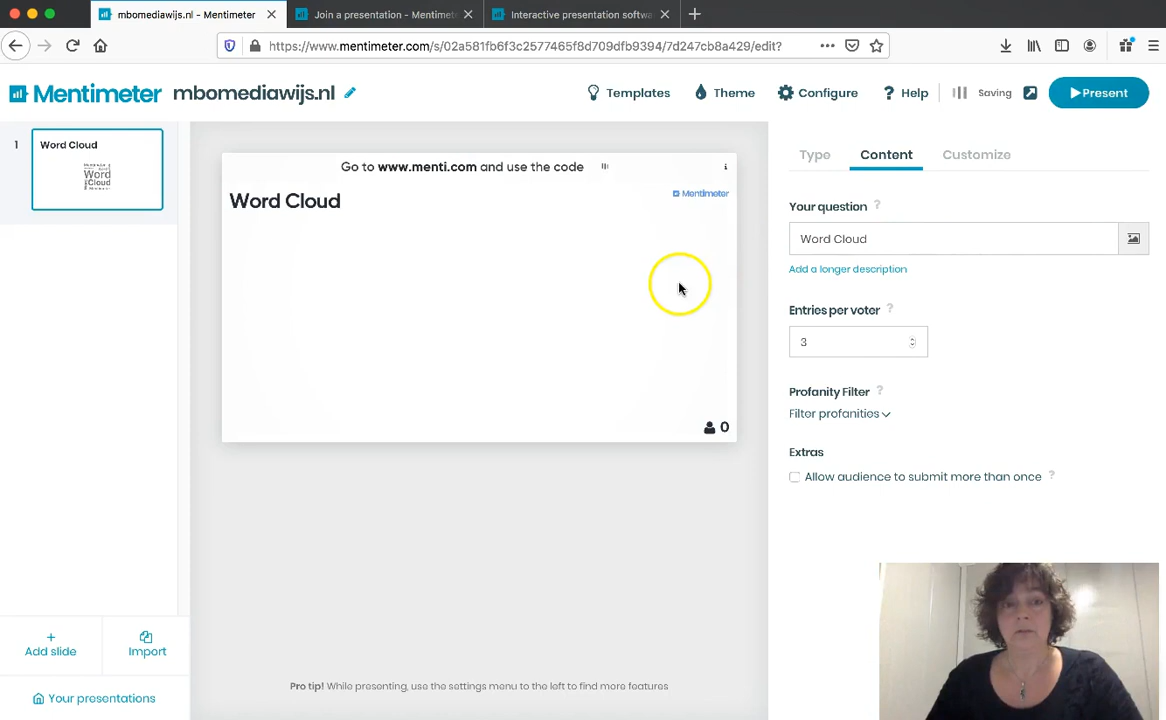 mbomediawijs.nl - Mentimeter
Join a presentation - Mentimet
Interactive presentation softwa
https://www.mentimeter.com/s/02a581fb6f3c2577465f8d709dfb9394/7d247cb8a429/edit?
Mentimeter
mbomediawijs.nl
Templates
Theme
Configure
? Help
Saving
Present
1
Word Cloud
Word
Cloud
Go to www.menti.com and use the code
i
Word Cloud
Mentimeter
0
Type
Content
Customize
Your question ?
Word Cloud
Add a longer description
Entries per voter ?
3
Profanity Filter ?
Filter profanities
Extras
Allow audience to submit more than once ?
+
Add slide
Import
Your presentations
Pro tip! While presenting, use the settings menu to the left to find more features